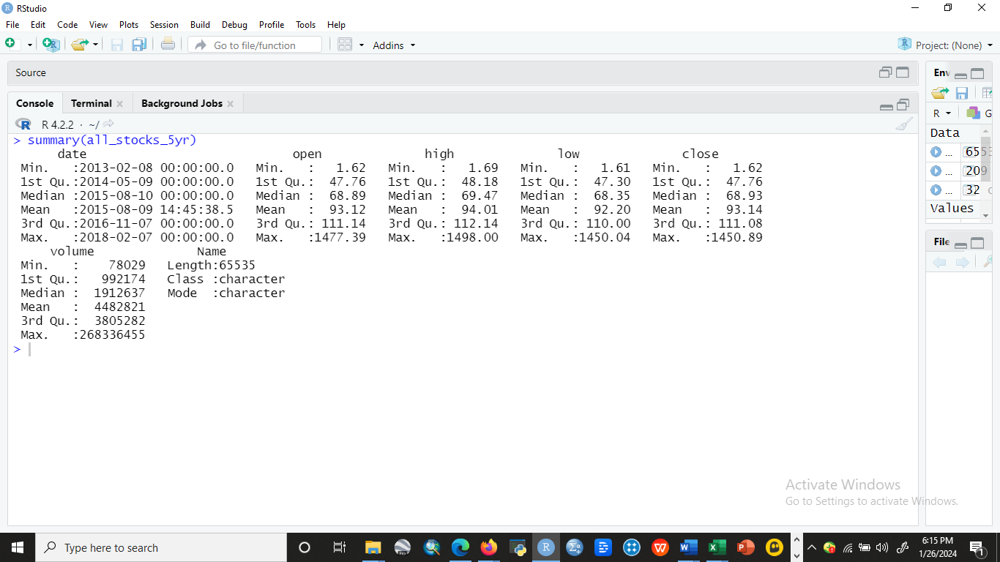 RStudio
File Edit Code View Plots Session Build Debug Profile Tools Help
Go to file/function Addins Project: (None)
Source
Console Terminal Background Jobs
R 4.2.2 · ~/
> summary(all_stocks_5yr)
date open high low close
Min. :2013-02-08 00:00:00.0 Min. : 1.62 Min. : 1.69 Min. : 1.61 Min. : 1.62
1st Qu.:2014-05-09 00:00:00.0 1st Qu.: 47.76 1st Qu.: 48.18 1st Qu.: 47.30 1st Qu.: 47.76
Median :2015-08-10 00:00:00.0 Median : 68.89 Median : 69.47 Median : 68.35 Median : 68.93
Mean :2015-08-09 14:45:38.5 Mean : 93.12 Mean : 94.01 Mean : 92.20 Mean : 93.14
3rd Qu.:2016-11-07 00:00:00.0 3rd Qu.: 111.14 3rd Qu.: 112.14 3rd Qu.: 110.00 3rd Qu.: 111.08
Max. :2018-02-07 00:00:00.0 Max. :1477.39 Max. :1498.00 Max. :1450.04 Max. :1450.89
volume Name
Min. : 78029 Length:65535
1st Qu.: 992174 Class :character
Median : 1912637 Mode :character
Mean : 4482821
3rd Qu.: 3805282
Max. :268336455
>
Env
R G
Data
... 6553
... 209
... 32
Values
File
Activate Windows
Go to Settings to activate Windows.
Type here to search
6:15 PM
1/26/2024
1